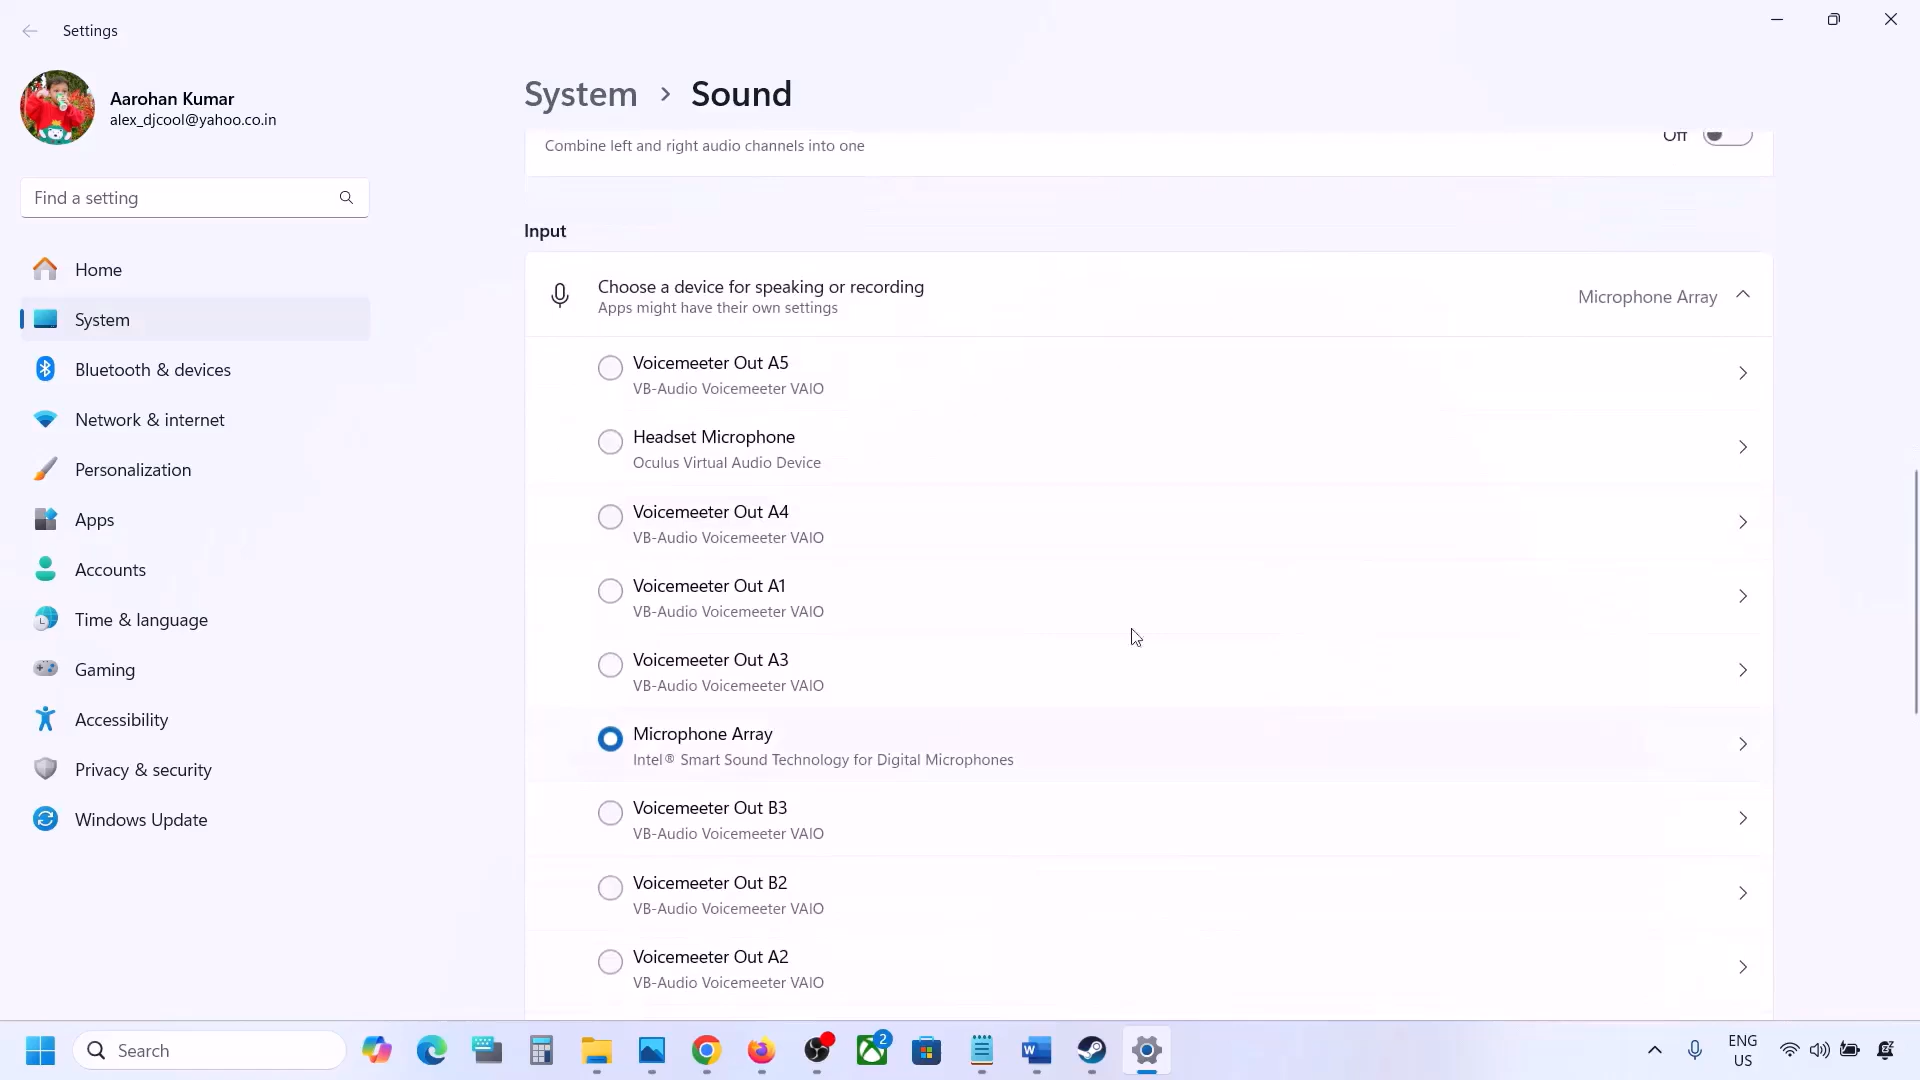 Settings
Aarohan Kumar
alex_djcool@yahoo.co.in
Find a setting
Home
System
Bluetooth & devices
Network & internet
Personalization
Apps
Accounts
Time & language
Gaming
Accessibility
Privacy & security
Windows Update
System > Sound
Combine left and right audio channels into one
Off
Input
Choose a device for speaking or recording
Apps might have their own settings
Microphone Array
Voicemeeter Out A5
VB-Audio Voicemeeter VAIO
Headset Microphone
Oculus Virtual Audio Device
Voicemeeter Out A4
VB-Audio Voicemeeter VAIO
Voicemeeter Out A1
VB-Audio Voicemeeter VAIO
Voicemeeter Out A3
VB-Audio Voicemeeter VAIO
Microphone Array
Intel® Smart Sound Technology for Digital Microphones
Voicemeeter Out B3
VB-Audio Voicemeeter VAIO
Voicemeeter Out B2
VB-Audio Voicemeeter VAIO
Voicemeeter Out A2
VB-Audio Voicemeeter VAIO
Search
2
ENG
US